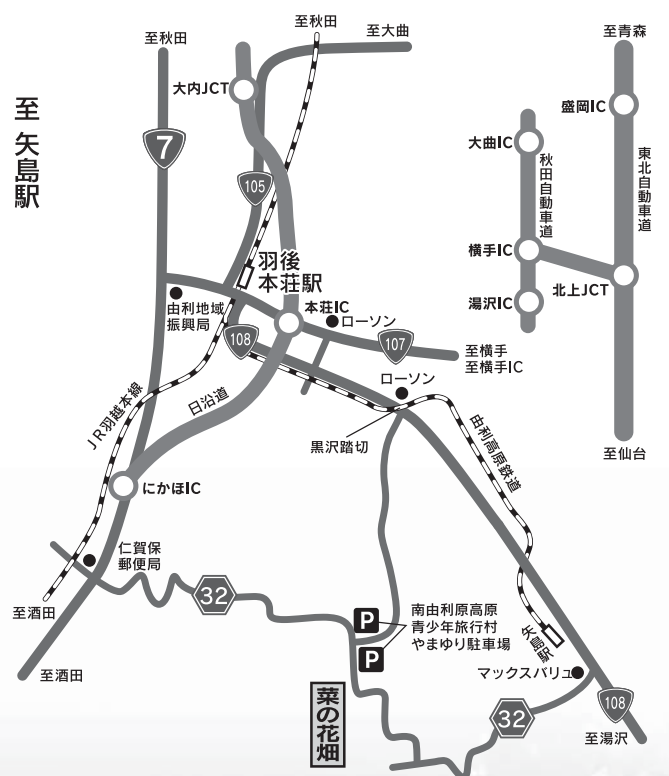 至秋田
至秋田
至大曲
大内JCT
至 矢島駅
7
105
羽後
本荘駅
由利地域
振興局
本荘IC
ローソン
108
107
至横手
至横手IC
ローソン
JR羽越本線
日沿道
黒沢踏切
由利高原鉄道
にかほIC
仁賀保
郵便局
32
至酒田
至酒田
P
P
南由利原高原
青少年旅行村
やまゆり駐車場
矢島駅
マックスバリュ
菜の花畑
32
108
至湯沢
至青森
盛岡IC
大曲IC
秋田自動車道
東北自動車道
横手IC
北上JCT
湯沢IC
至仙台